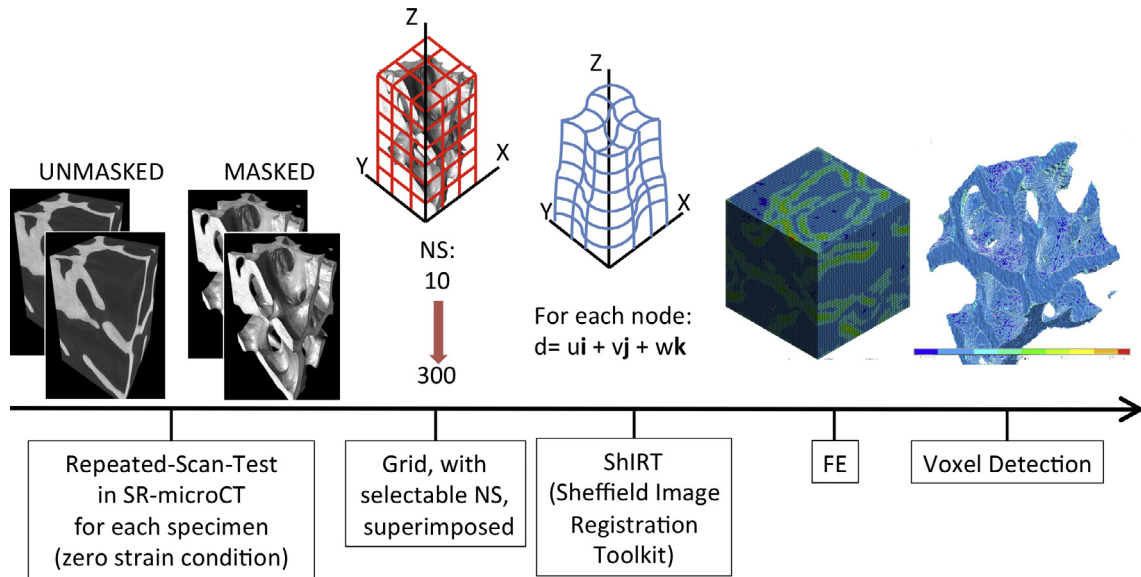 UNMASKED
MASKED
Z
Y
X
NS:
10
300
Z
Y
X
For each node:
d= ui + vj + wk
Repeated-Scan-Test
in SR-microCT
for each specimen
(zero strain condition)
Grid, with
selectable NS,
superimposed
ShIRT
(Sheffield Image
Registration
Toolkit)
FE
Voxel Detection